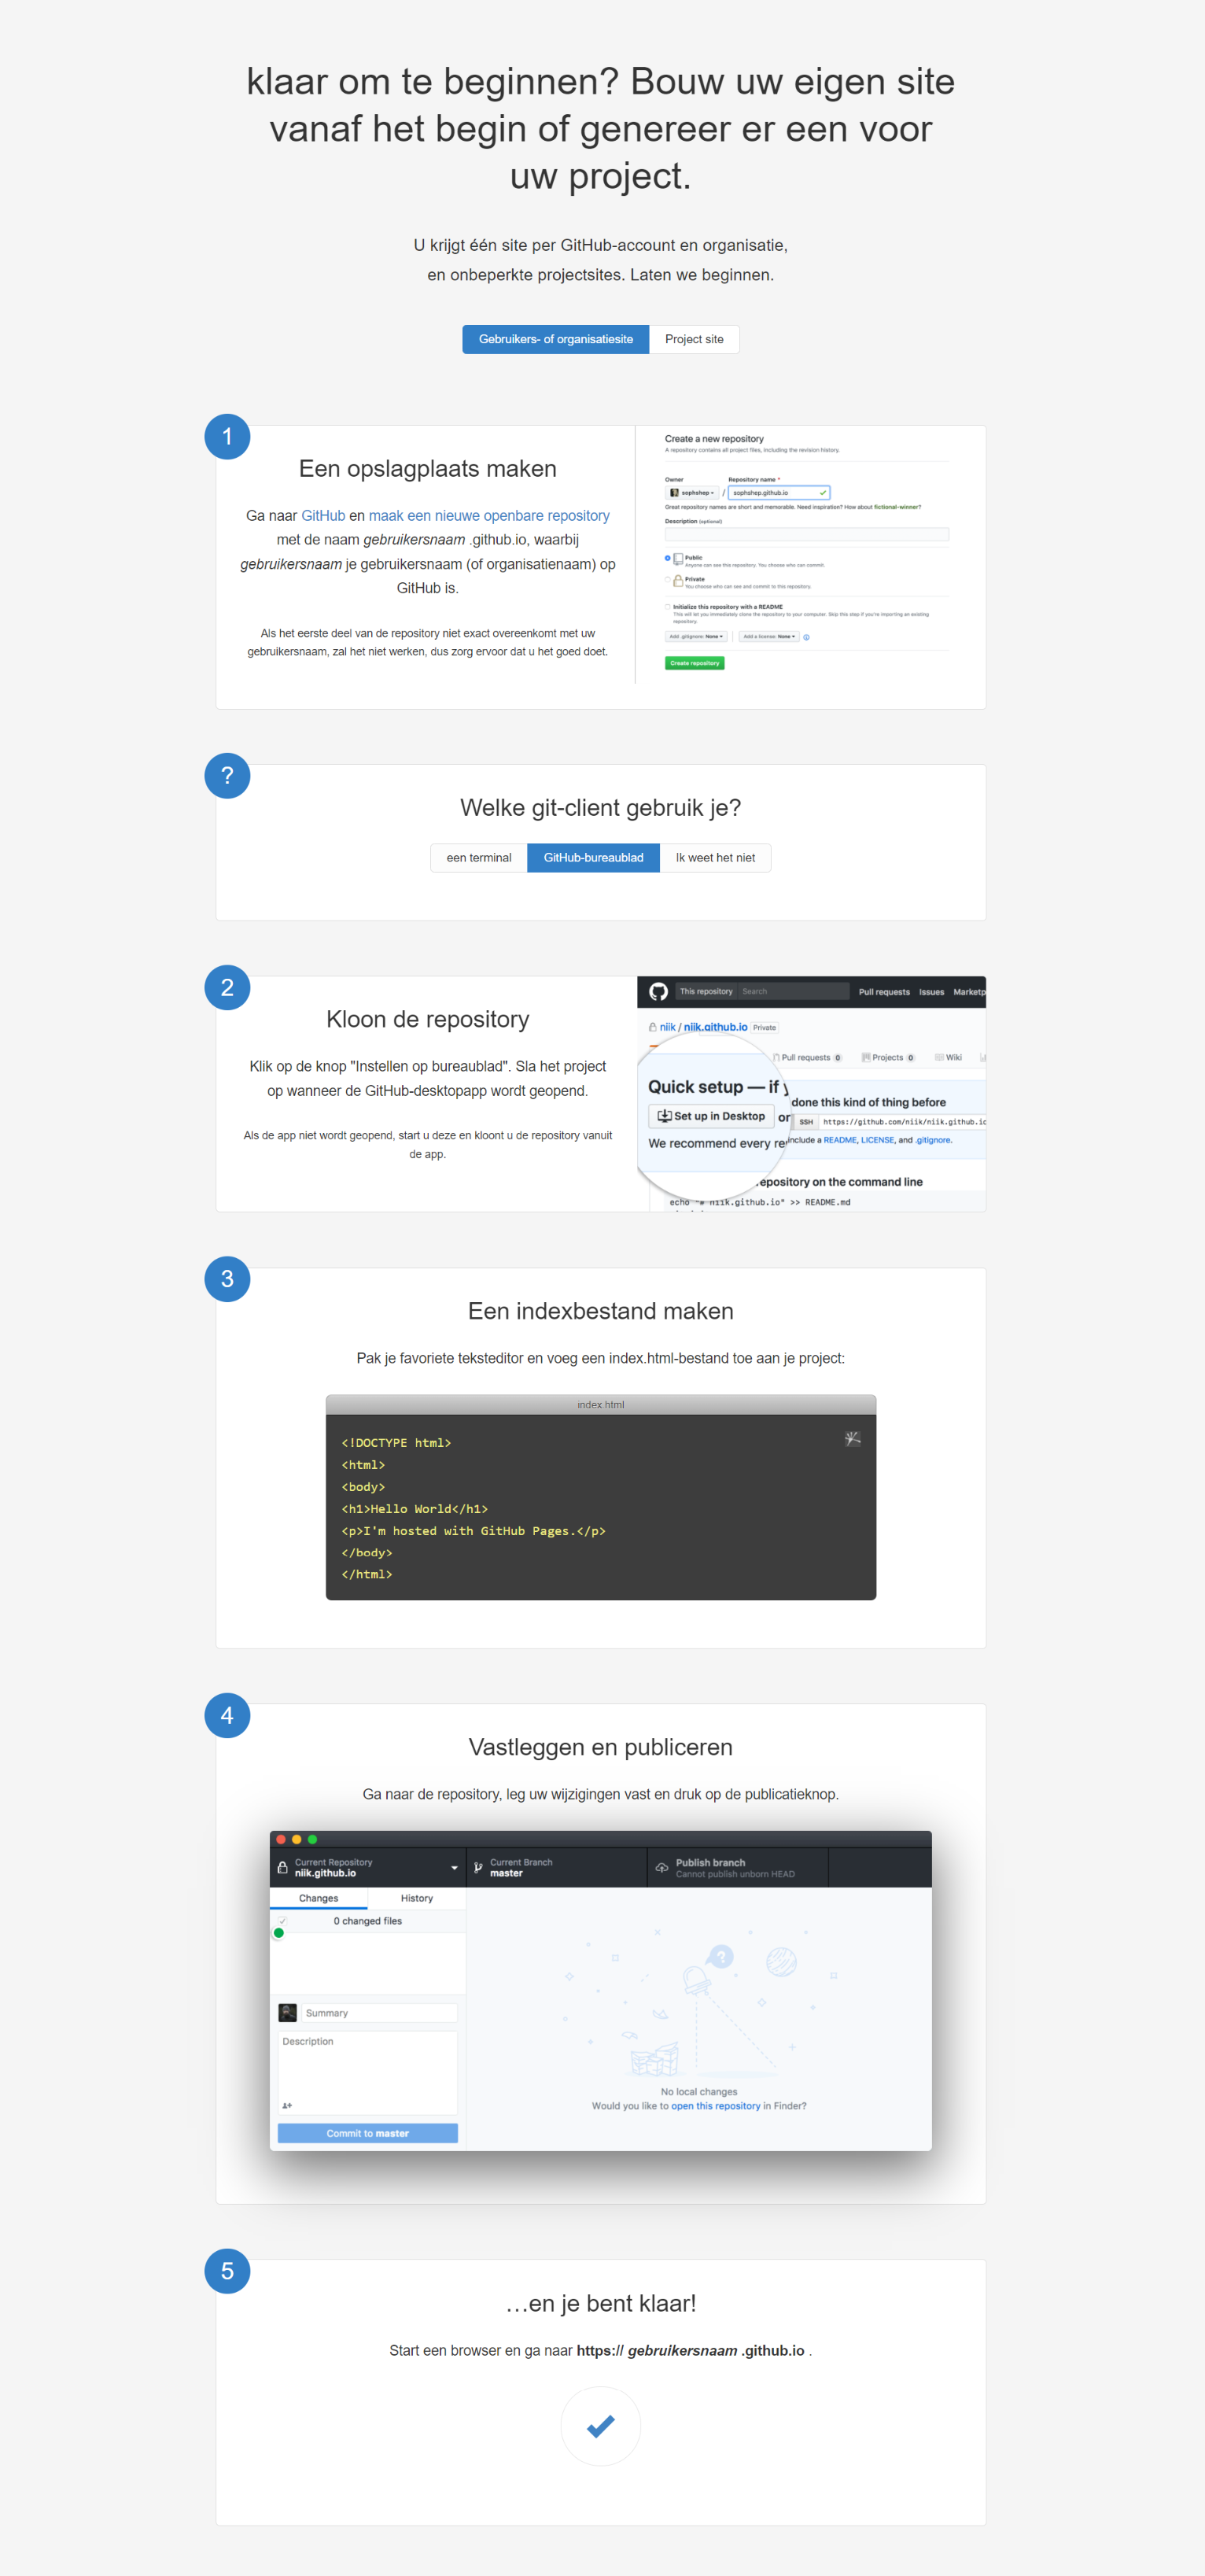 klaar om te beginnen? Bouw uw eigen site
vanaf het begin of genereer er een voor
uw project.
U krijgt één site per GitHub-account en organisatie,
en onbeperkte projectsites. Laten we beginnen.
Gebruikers- of organisatiesite
Project site
1
Een opslagplaats maken
Ga naar GitHub en maak een nieuwe openbare repository
met de naam gebruikersnaam .github.io, waarbij
gebruikersnaam je gebruikersnaam (of organisatienaam) op
GitHub is.
Als het eerste deel van de repository niet exact overeenkomt met uw
gebruikersnaam, zal het niet werken, dus zorg ervoor dat u het goed doet.
Create a new repository
A repository contains all project files, including the revision history.
Owner
Repository name *
sophshep
/
sophshep.github.io
Great repository names are short and memorable. Need inspiration? How about fictional-winner?
Description (optional)
Public
Anyone can see this repository. You choose who can commit.
Private
You choose who can see and commit to this repository.
Initialize this repository with a README
This will let you immediately clone the repository to your computer. Skip this step if you're importing an existing
repository.
Add .gitignore: None
Add a license: None
Create repository
?
Welke git-client gebruik je?
een terminal
GitHub-bureaublad
Ik weet het niet
2
Kloon de repository
Klik op de knop "Instellen op bureaublad". Sla het project
op wanneer de GitHub-desktopapp wordt geopend.
Als de app niet wordt geopend, start u deze en kloont u de repository vanuit
de app.
This repository
Search
Pull requests
Issues
Marketp
niik / niik.github.io
Private
Pull requests 0
Projects 0
Wiki
Quick setup — if
done this kind of thing before
Set up in Desktop
or
SSH
https://github.com/niik/niik.github.io
We recommend every re
include a README, LICENSE, and .gitignore.
epository on the command line
echo "# niik.github.io" >> README.md
3
Een indexbestand maken
Pak je favoriete teksteditor en voeg een index.html-bestand toe aan je project:
index.html
<!DOCTYPE html>
<html>
<body>
<h1>Hello World</h1>
<p>I'm hosted with GitHub Pages.</p>
</body>
</html>
4
Vastleggen en publiceren
Ga naar de repository, leg uw wijzigingen vast en druk op de publicatieknop.
Current Repository
niik.github.io
Current Branch
master
Publish branch
Cannot publish unborn HEAD
Changes
History
0 changed files
?
Summary
Description
Commit to master
No local changes
Would you like to open this repository in Finder?
5
…en je bent klaar!
Start een browser en ga naar https:// gebruikersnaam .github.io .